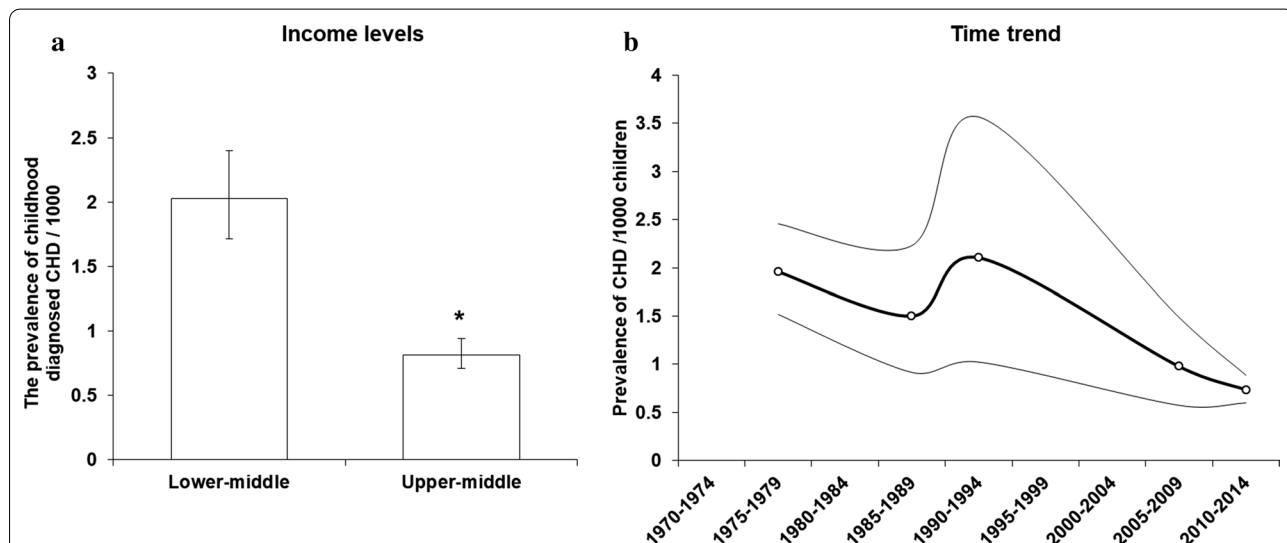 a
Income levels
The prevalence of childhood
diagnosed CHD / 1000
3
2.5
2
1.5
1
0.5
0
*
Lower-middle
Upper-middle
b
Time trend
Prevalence of CHD /1000 children
4
3.5
3
2.5
2
1.5
1
0.5
0
1970-1974
1975-1979
1980-1984
1985-1989
1990-1994
1995-1999
2000-2004
2005-2009
2010-2014